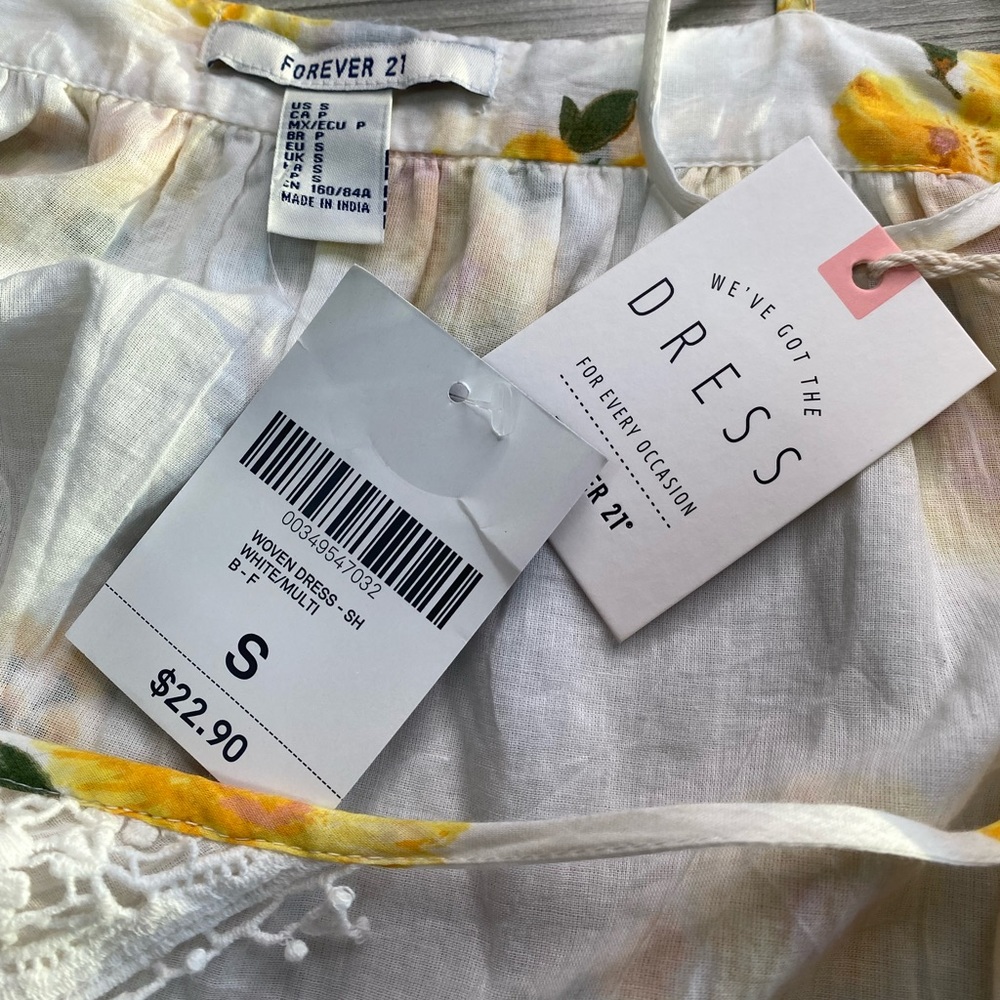 FOREVER 21
US S
CA P
MX/ECU P
BR P
EU S
UK S
S
P S
CN 160/84A
MADE IN INDIA
WE'VE GOT THE
DRESS
FOR EVERY OCCASION
ER 21®
00349547032
WOVEN DRESS - SH
WHITE/MULTI
B - F
S
$22.90